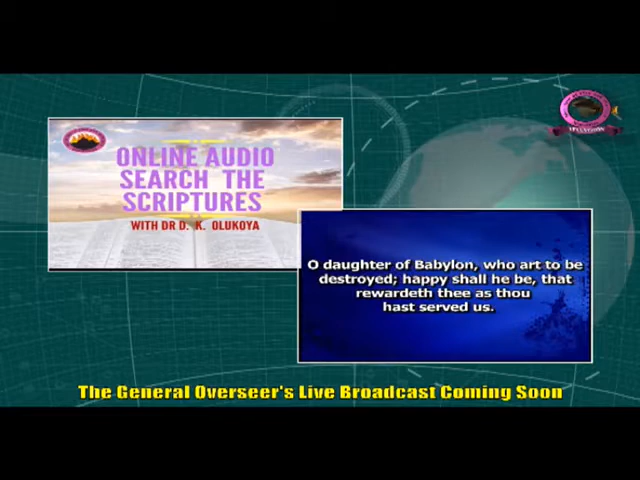 ONLINE AUDIO
SEARCH THE
SCRIPTURES
WITH DR D. K. OLUKOYA
O daughter of Babylon, who art to be
destroyed; happy shall he be, that
rewardeth thee as thou
hast served us.
The General Overseer's Live Broadcast Coming Soon